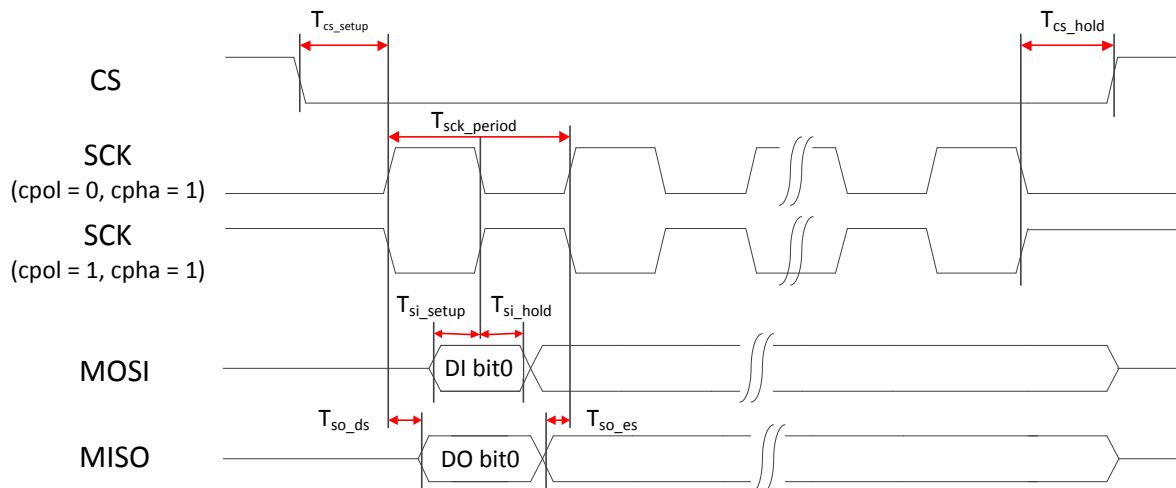 T_cs_setup
T_cs_hold
CS
T_sck_period
SCK
(cpol = 0, cpha = 1)
SCK
(cpol = 1, cpha = 1)
T_si_setup T_si_hold
MOSI
DI bit0
T_so_ds
T_so_es
MISO
DO bit0